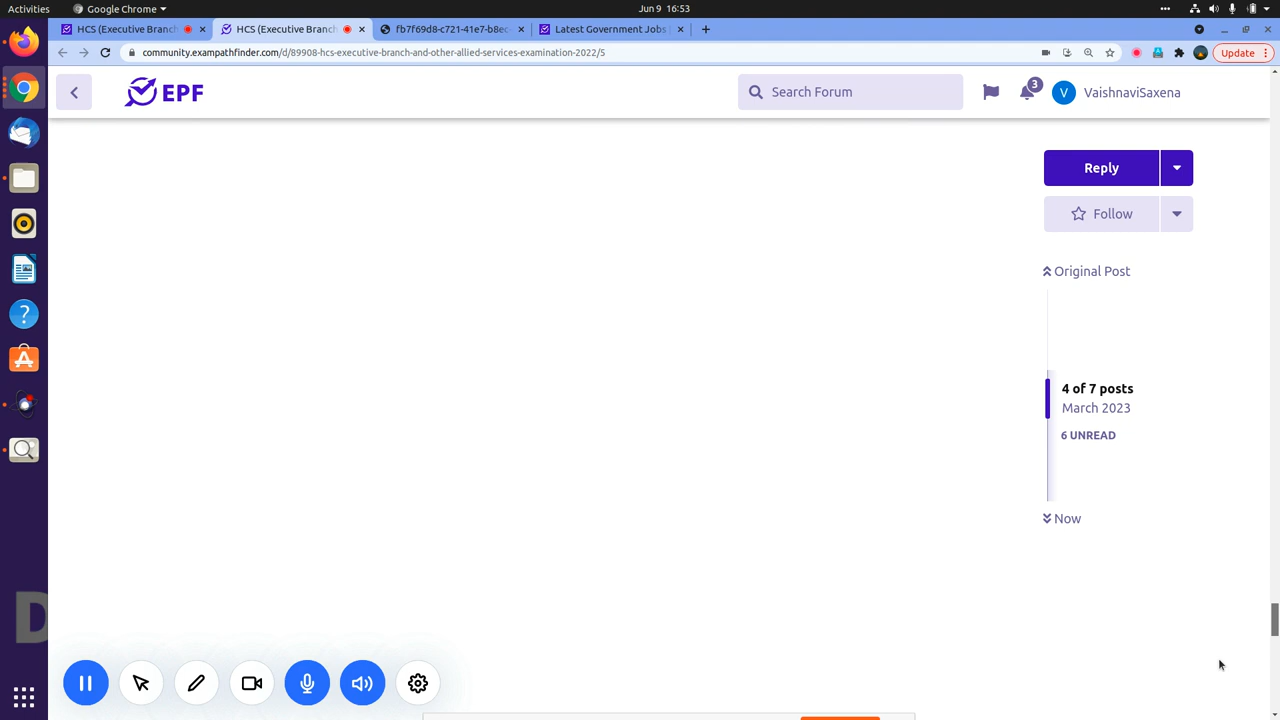 Activities
Google Chrome
Jun 9 16:53
HCS (Executive Branch
HCS (Executive Branch
fb7f69d8-c721-41e7-b8ec-
Latest Government Jobs |
community.exampathfinder.com/d/89908-hcs-executive-branch-and-other-allied-services-examination-2022/5
Update
EPF
Search Forum
3
V
VaishnaviSaxena
Reply
Follow
Original Post
4 of 7 posts
March 2023
6 UNREAD
Now
D